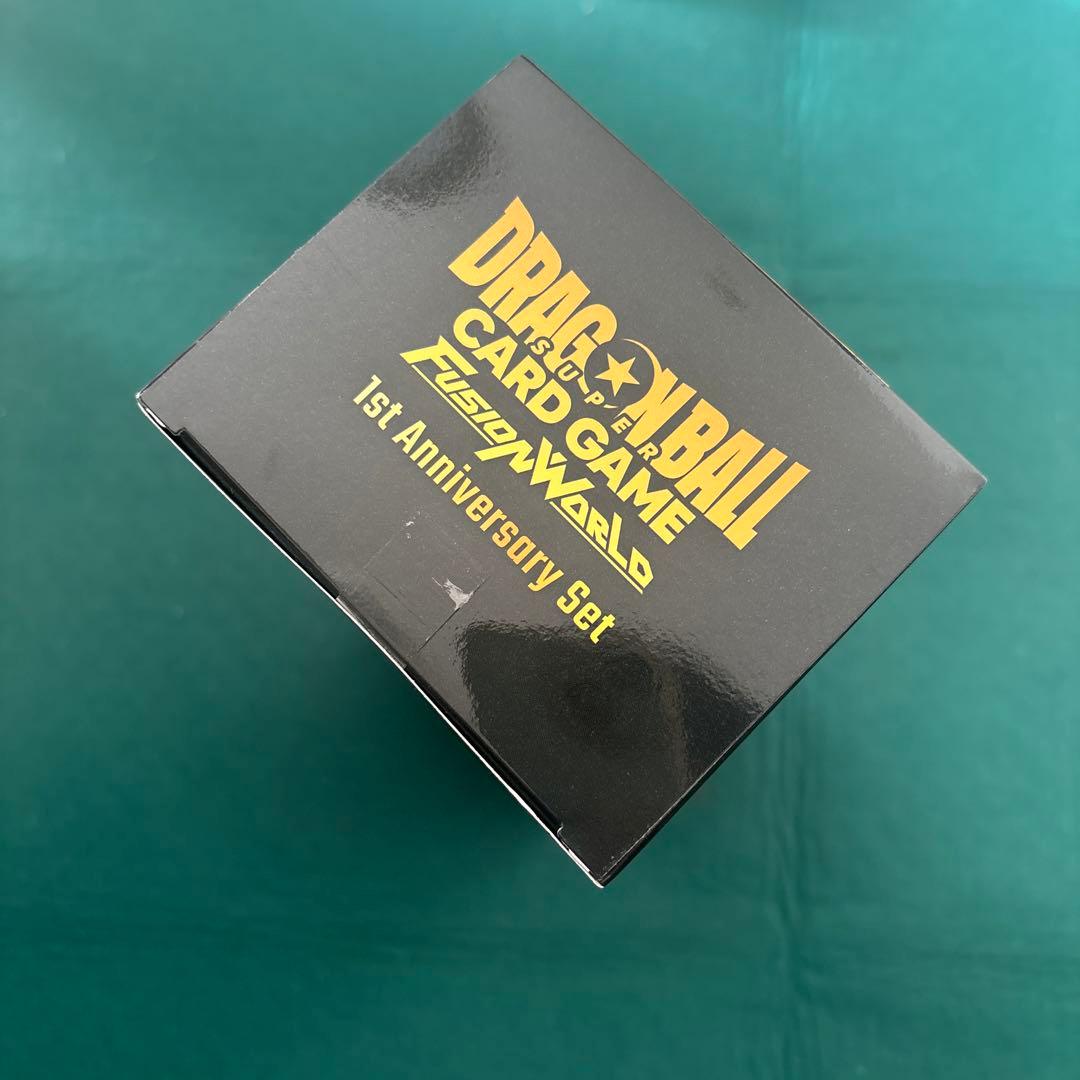 DRAGON BALL
SUPER
CARD GAME
FUSION WORLD
1st Anniversary Set